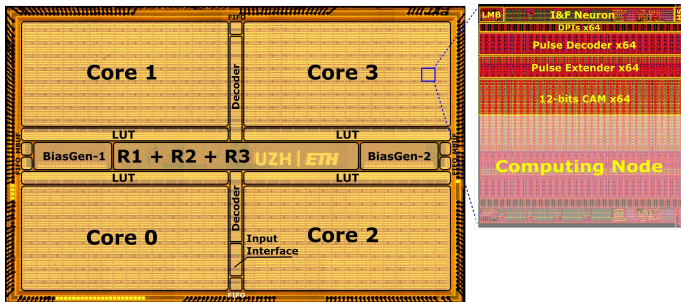 FIFO
Core 1
Core 3
Decoder
LUT
LUT
FIFO MBUF
BiasGen-1
R1 + R2 + R3
UZH | ETH
BiasGen-2
LUT
LUT
Core 0
Core 2
Decoder
Input
Interface
FIFO
LMB
I&F Neuron
DPIs x64
Pulse Decoder x64
Pulse Extender x64
12-bits CAM x64
Computing Node